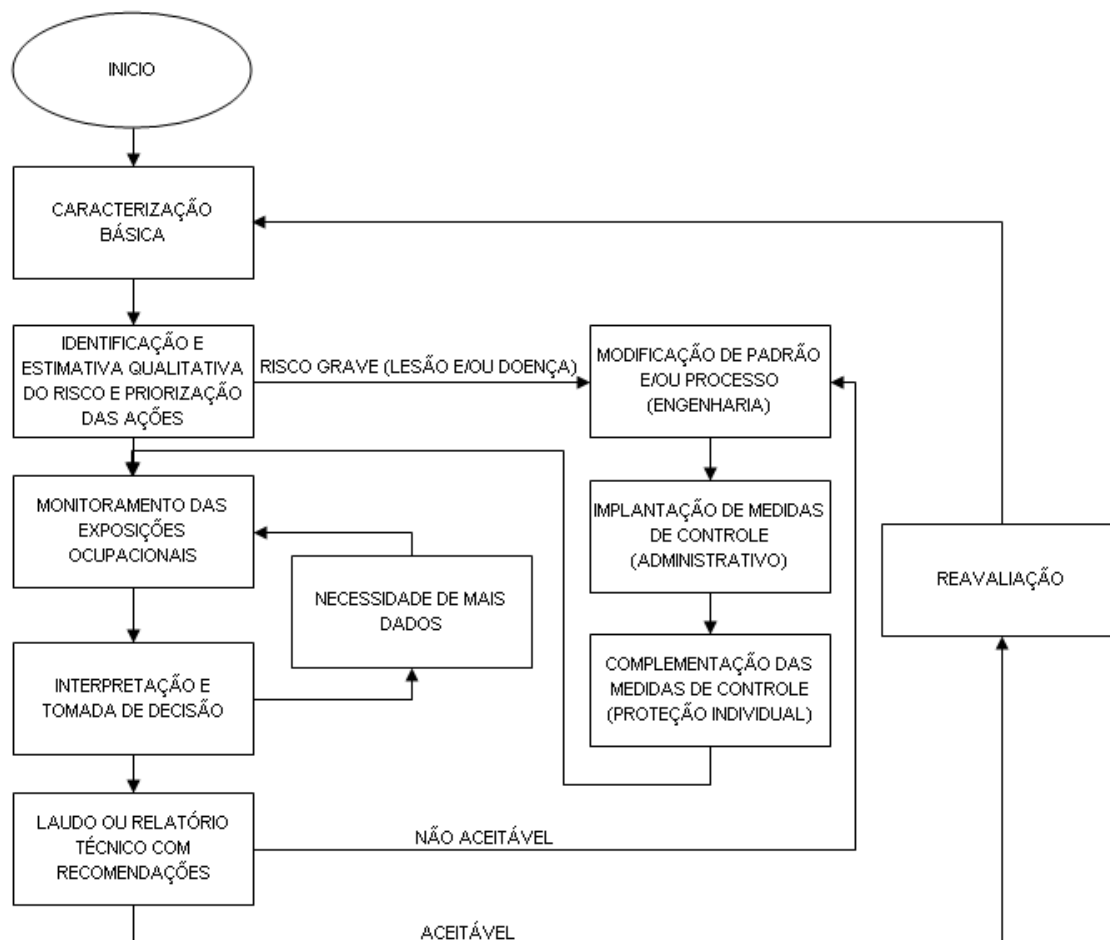 INICIO
CARACTERIZAÇÃO
BÁSICA
IDENTIFICAÇÃO E
ESTIMATIVA QUALITATIVA
DO RISCO E PRIORIZAÇÃO
DAS AÇÕES
RISCO GRAVE (LESÃO E/OU DOENÇA)
MODIFICAÇÃO DE PADRÃO
E/OU PROCESSO
(ENGENHARIA)
MONITORAMENTO DAS
EXPOSIÇÕES
OCUPACIONAIS
IMPLANTAÇÃO DE MEDIDAS
DE CONTROLE
(ADMINISTRATIVO)
REAVALIAÇÃO
NECESSIDADE DE MAIS
DADOS
INTERPRETAÇÃO E
TOMADA DE DECISÃO
COMPLEMENTAÇÃO DAS
MEDIDAS DE CONTROLE
(PROTEÇÃO INDIVIDUAL)
LAUDO OU RELATÓRIO
TÉCNICO COM
RECOMENDAÇÕES
NÃO ACEITÁVEL
ACEITÁVEL